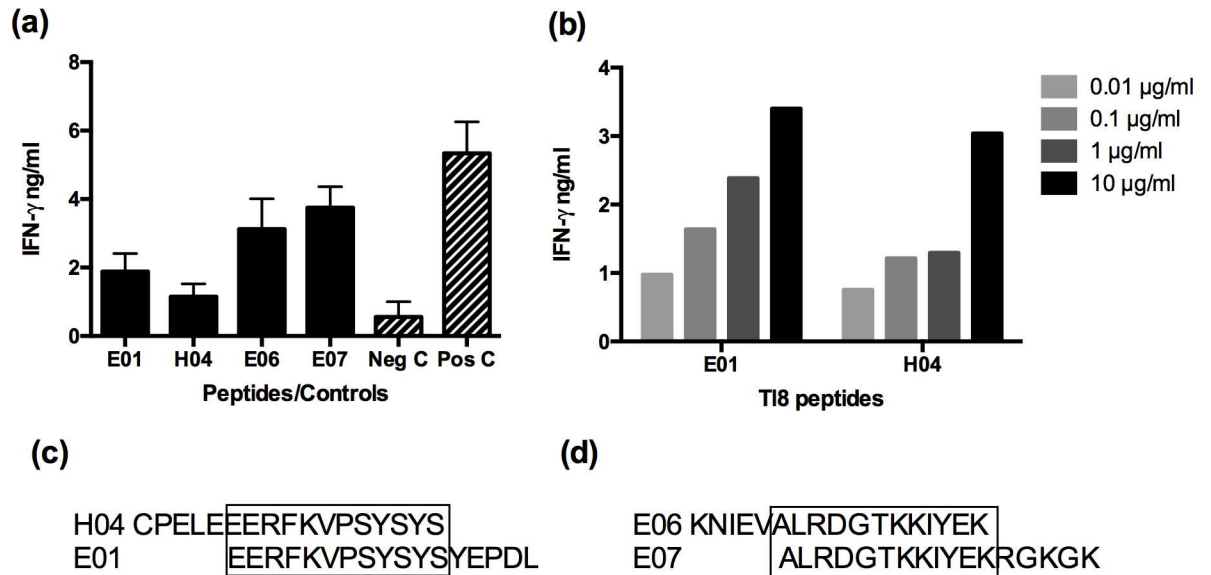 (a)
8
6
4
2
0
IFN-γ ng/ml
E01 H04 E06 E07 Neg C Pos C
Peptides/Controls
(b)
4
3
2
1
0
IFN-γ ng/ml
E01 H04
TI8 peptides
0.01 µg/ml
0.1 µg/ml
1 µg/ml
10 µg/ml
(c)
H04 CPELEEERFKVPSYSYS
E01 EERFKVPSYSYSYEPDL
(d)
E06 KNIEVALRDGTKKIYEK
E07 ALRDGTKKIYEKRGKGK